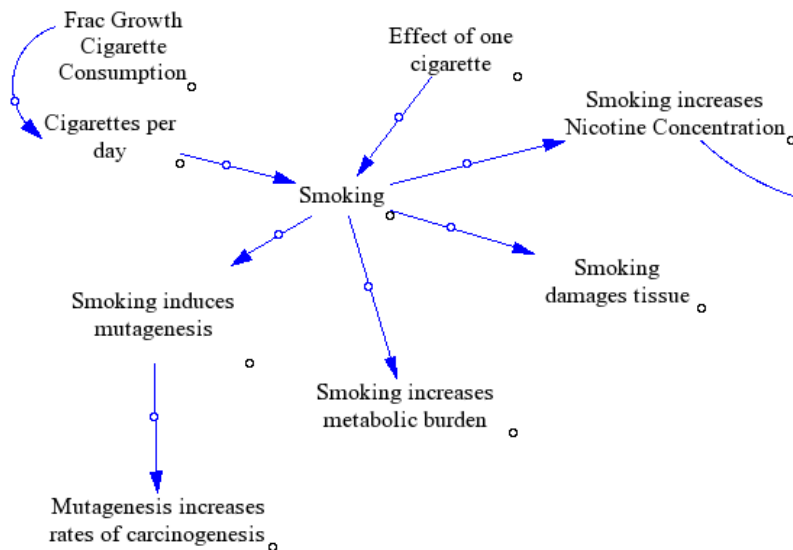 Frac Growth
Cigarette
Consumption
Effect of one
cigarette
Smoking increases
Nicotine Concentration
Cigarettes per
day
Smoking
Smoking
damages tissue
Smoking induces
mutagenesis
Smoking increases
metabolic burden
Mutagenesis increases
rates of carcinogenesis